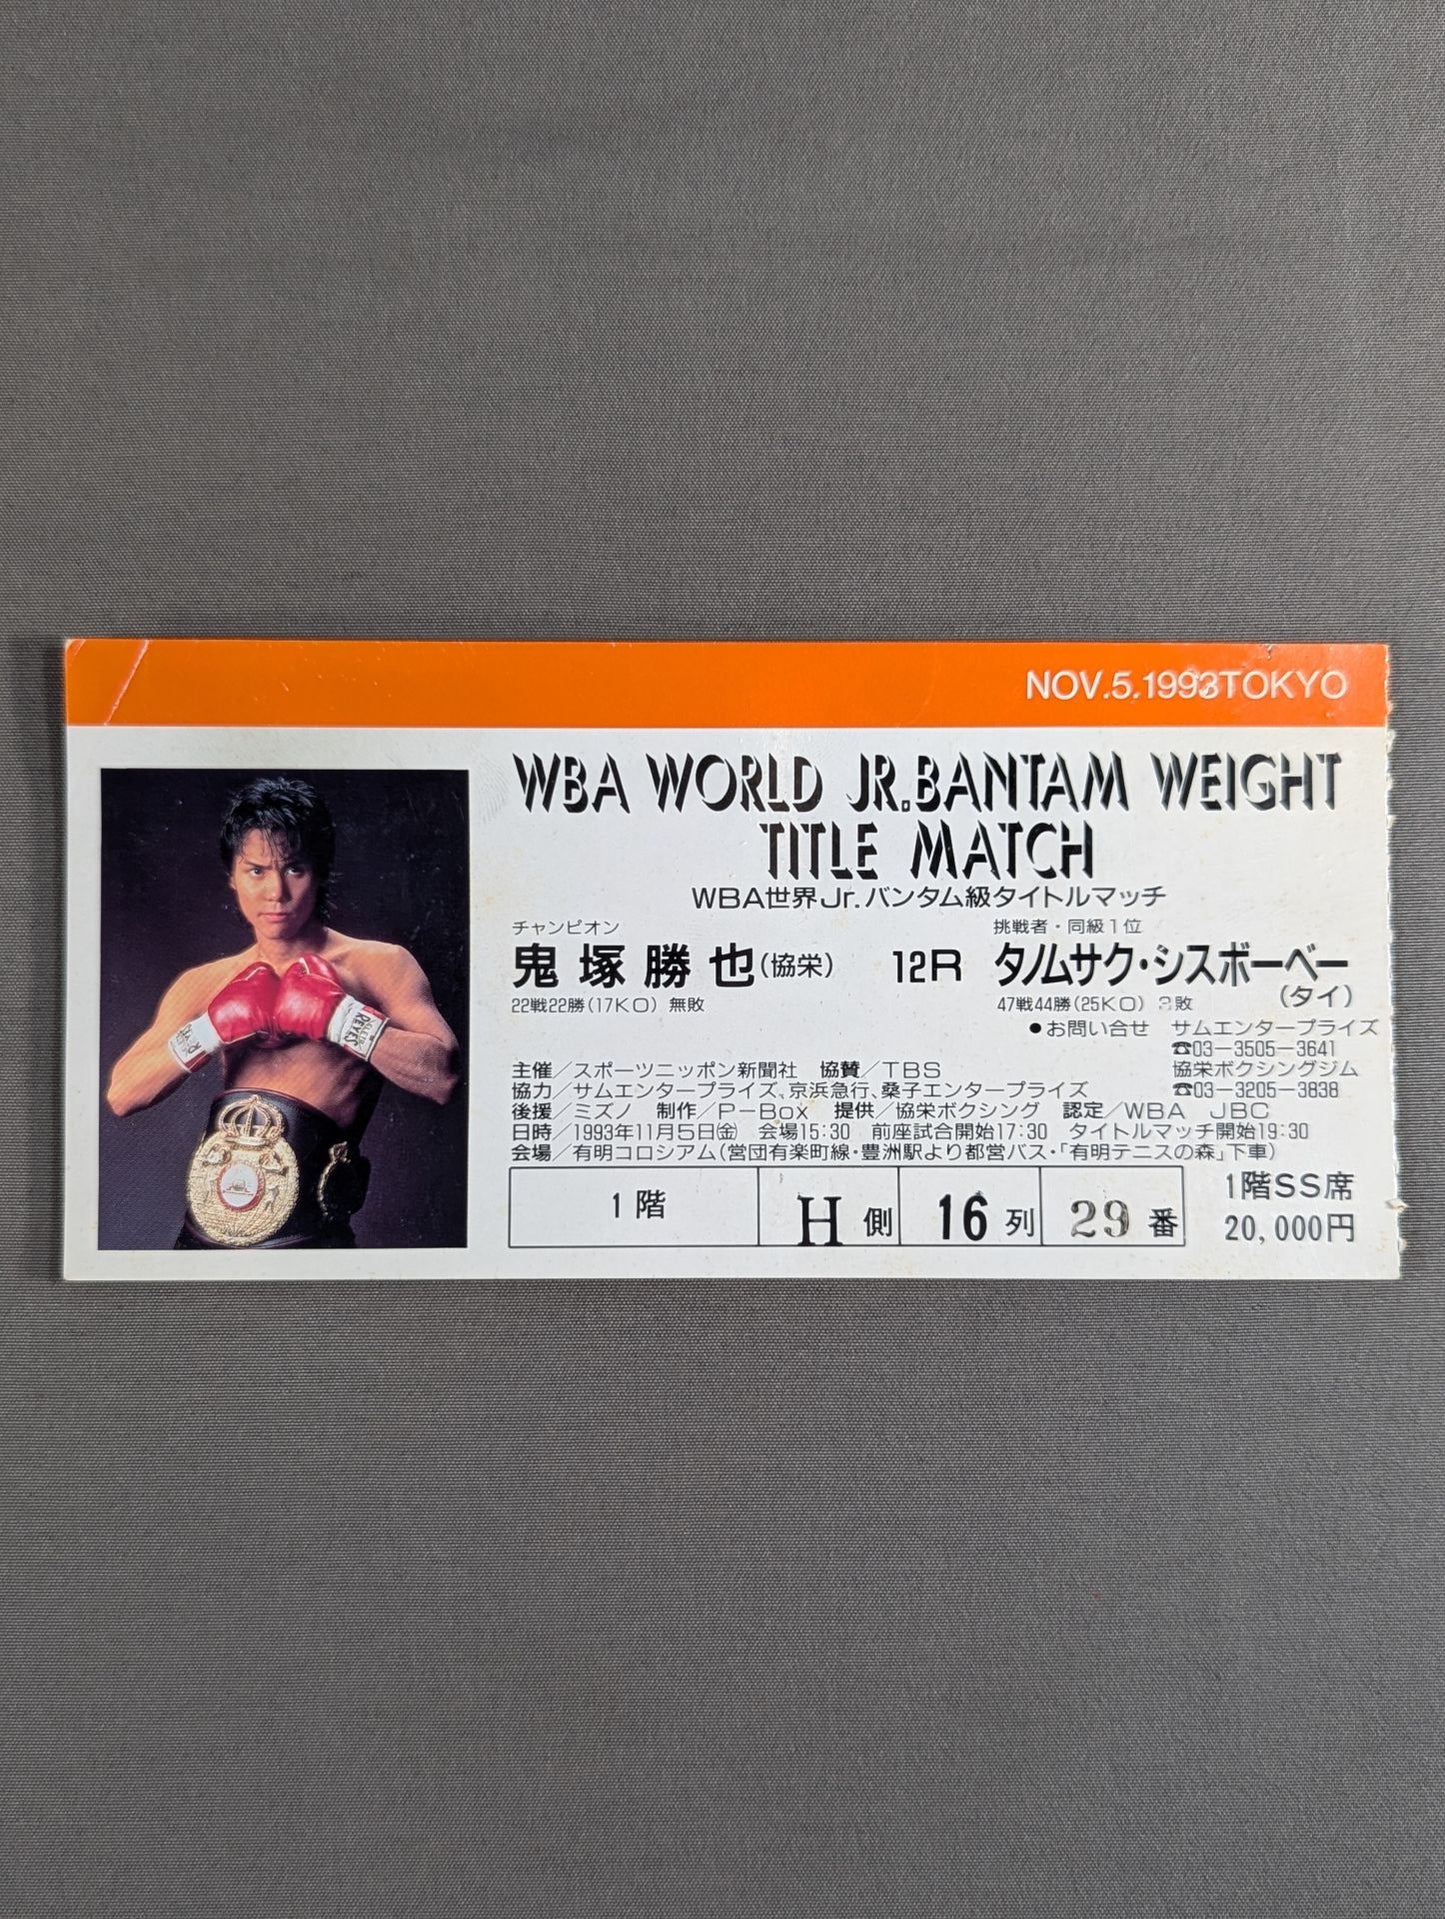 NOV.5.1993TOKYO
WBA WORLD JR.BANTAM WEIGHT
TITLE MATCH
WBA世界Jr.バンタム級タイトルマッチ
チャンピオン
鬼塚勝也(協栄)
22戦22勝(17KO)無敗
12R
挑戦者・同級1位
タノムサク・シスボーベー
(タイ)
47戦44勝(25KO) 敗
●お問い合せ サムエンタープライズ
☎03-3505-3641
協栄ボクシングジム
☎03-3205-3838
主催/スポーツニッポン新聞社 協賛/TBS
協力/サムエンタープライズ、京浜急行、桑子エンタープライズ
後援/ミズノ 制作/P-Box 提供/協栄ボクシング 認定/WBA JBC
日時/1993年11月5日㈮ 会場15:30 前座試合開始17:30 タイトルマッチ開始19:30
会場/有明コロシアム(営団有楽町線・豊洲駅より都営バス・「有明テニスの森」下車)
1階 H側 16列 29番
1階SS席
20,000円
REYES
REYES